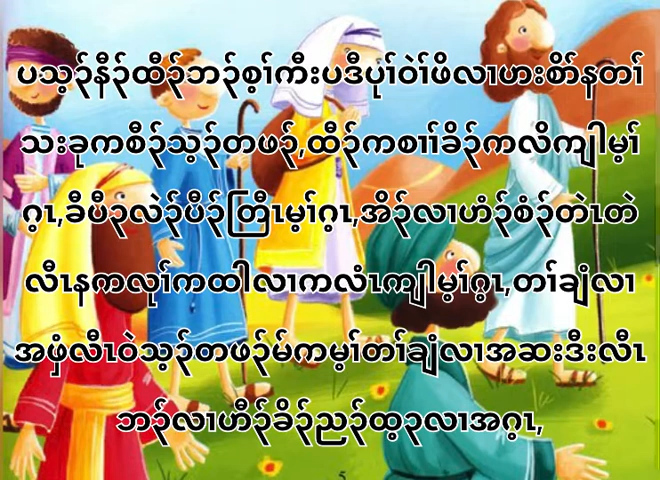 ပသ့ၣ်နီၣ်ထီၣ်ဘၣ်စ့ၢ်ကီးပဒီပုၢ်ဝဲၢ်ဖိလၢဟးစိာ်နတၢ်
သးခုကစီၣ်သ့ၣ်တဖၣ်,ထီၣ်ကစၢၢ်ခိၣ်ကလိကျါမ့ၢ်
ဂ့ၤ,ခီပီၣလဲၣ်ပီၣ်တြီၤမ့ၢ်ဂ့ၤ,အိၣ်လၢဟံၣ်စံၣ်တဲၤတဲ
လီၤနကလုၢ်ကထါလၢကလံၤကျါမ့ၢ်ဂ့ၤ,တၢ်ချံလၢ
အဖှံလီၤဝဲသ့ၣ်တဖၣ်မ်ကမ့ၢ်တၢ်ချံလၢအဆးဒီးလီၤ
ဘၣ်လၢဟီၣ်ခိၣ်ညၣ်ထ့ၣလၢအဂ့ၤ,
5